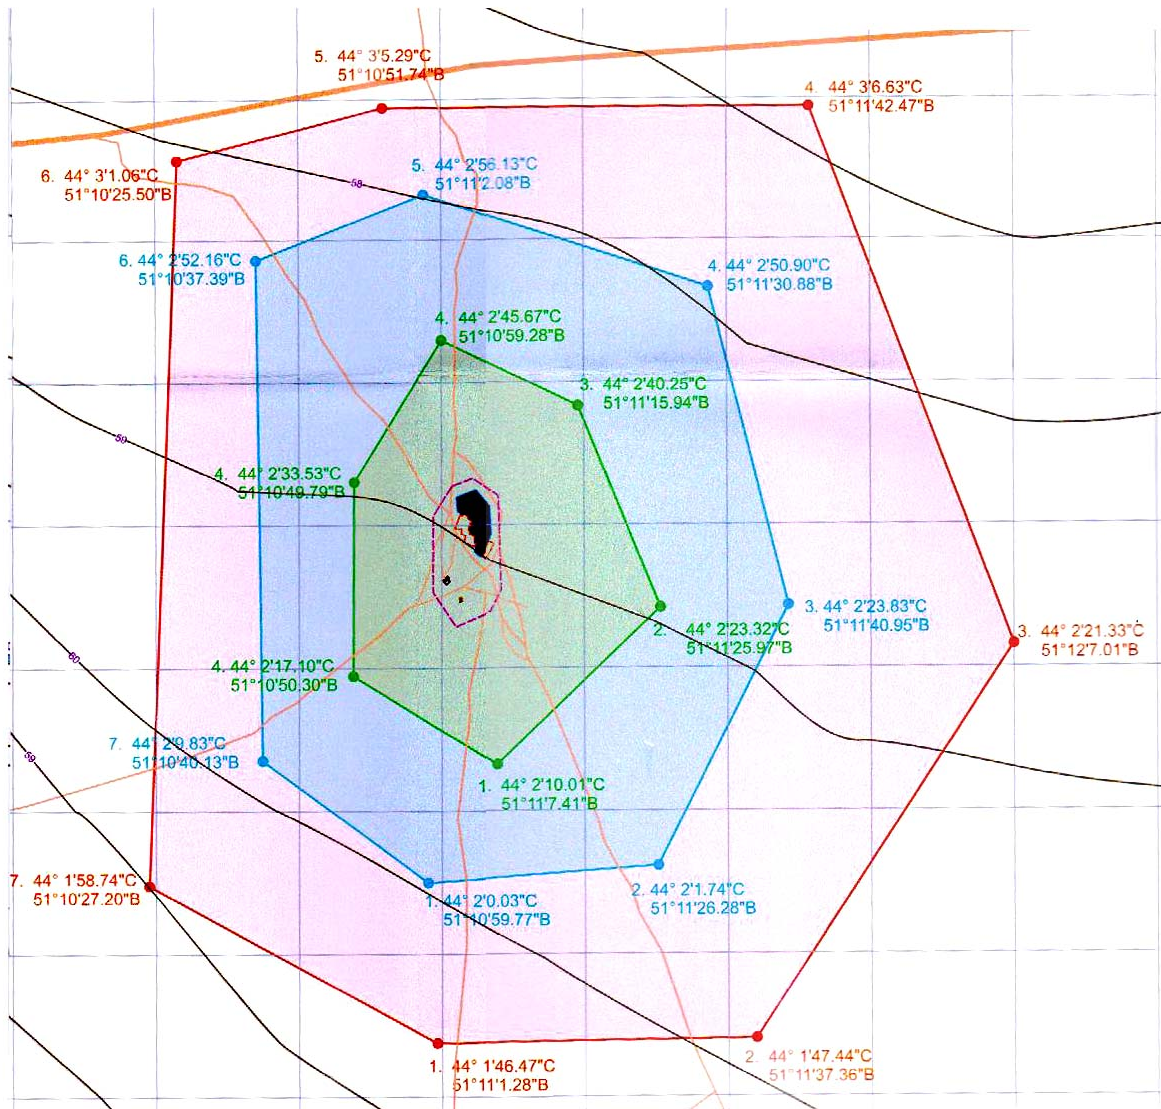 5. 44° 3'5.29"С
51°10'51.74"В
4. 44° 3'6.63"С
51°11'42.47"В
6. 44° 3'1.06"С
51°10'25.50"В
58
5. 44° 2'56.13"С
51°11'2.08"В
6. 44° 2'52.16"С
51°10'37.39"В
4. 44° 2'50.90"С
51°11'30.88"В
4. 44° 2'45.67"С
51°10'59.28"В
3. 44° 2'40.25"С
51°11'15.94"В
59
4. 44° 2'33.53"С
51°10'49.79"В
3. 44° 2'23.83"С
51°11'40.95"В
2. 44° 2'23.32"С
51°11'25.97"В
3. 44° 2'21.33"С
51°12'7.01"В
60
4. 44° 2'17.10"С
51°10'50.30"В
7. 44° 2'9.83"С
51°10'40.13"В
59
1. 44° 2'10.01"С
51°11'7.41"В
7. 44° 1'58.74"С
51°10'27.20"В
1. 44° 2'0.03"С
51°10'59.77"В
2. 44° 2'1.74"С
51°11'26.28"В
1. 44° 1'46.47"С
51°11'1.28"В
2. 44° 1'47.44"С
51°11'37.36"В